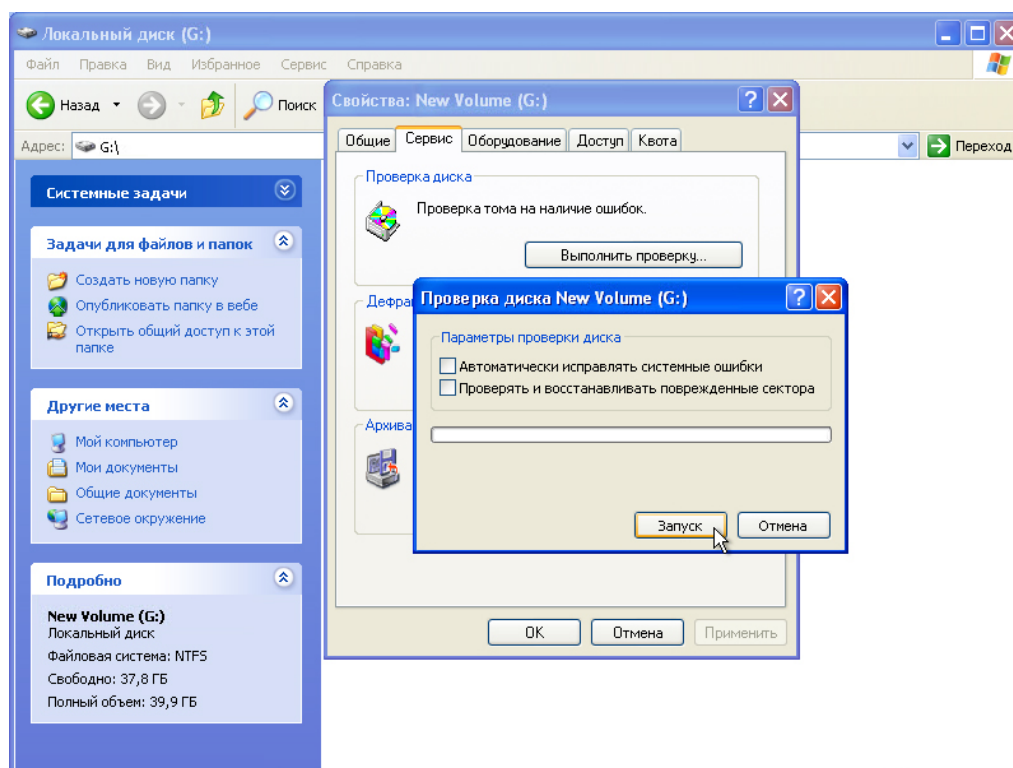 Локальный диск (G:)
Файл Правка Вид Избранное Сервис Справка
Назад Поиск
Адрес: G:\ Переход
Системные задачи
Задачи для файлов и папок
Создать новую папку
Опубликовать папку в вебе
Открыть общий доступ к этой
папке
Другие места
Мой компьютер
Мои документы
Общие документы
Сетевое окружение
Подробно
New Volume (G:)
Локальный диск
Файловая система: NTFS
Свободно: 37,8 ГБ
Полный объем: 39,9 ГБ
Свойства: New Volume (G:)
Общие Сервис Оборудование Доступ Квота
Проверка диска
Проверка тома на наличие ошибок.
Выполнить проверку...
Дефра
Архива
OK Отмена Применить
Проверка диска New Volume (G:)
Параметры проверки диска
Автоматически исправлять системные ошибки
Проверять и восстанавливать поврежденные сектора
Запуск Отмена